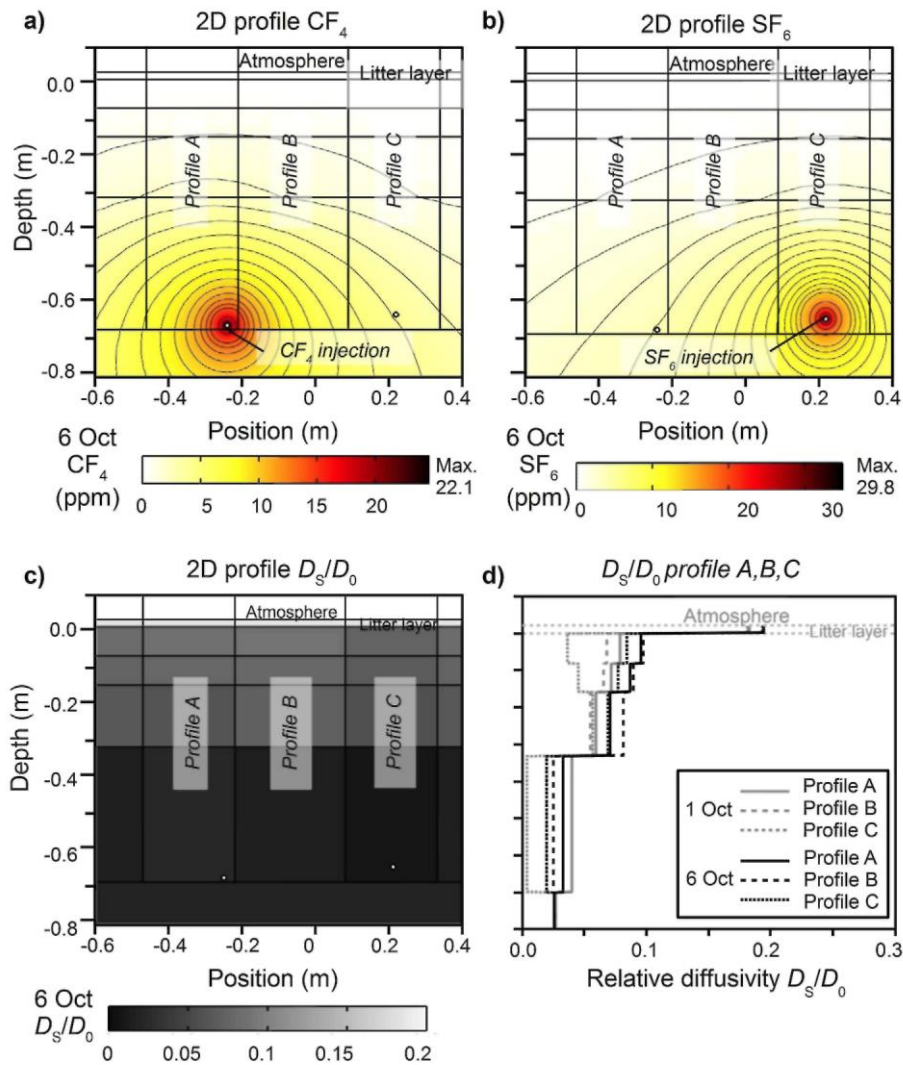 a) 2D profile CF4
Atmosphere
Litter layer
Profile A
Profile B
Profile C
CF4 injection
0.0
-0.2
-0.4
-0.6
-0.8
Depth (m)
-0.6 -0.4 -0.2 0 0.2 0.4
Position (m)
6 Oct
CF4
(ppm)
0 5 10 15 20
Max.
22.1
b) 2D profile SF6
Atmosphere
Litter layer
Profile A
Profile B
Profile C
SF6 injection
-0.6 -0.4 -0.2 0 0.2 0.4
Position (m)
6 Oct
SF6
(ppm)
0 10 20 30
Max.
29.8
c) 2D profile DS/D0
Atmosphere
Litter layer
Profile A
Profile B
Profile C
0.0
-0.2
-0.4
-0.6
-0.8
Depth (m)
-0.6 -0.4 -0.2 0 0.2 0.4
Position (m)
6 Oct
DS/D0
0 0.05 0.1 0.15 0.2
d) DS/D0 profile A,B,C
Atmosphere
Litter layer
1 Oct
Profile A
Profile B
Profile C
6 Oct
Profile A
Profile B
Profile C
0.0 0.1 0.2 0.3
Relative diffusivity DS/D0